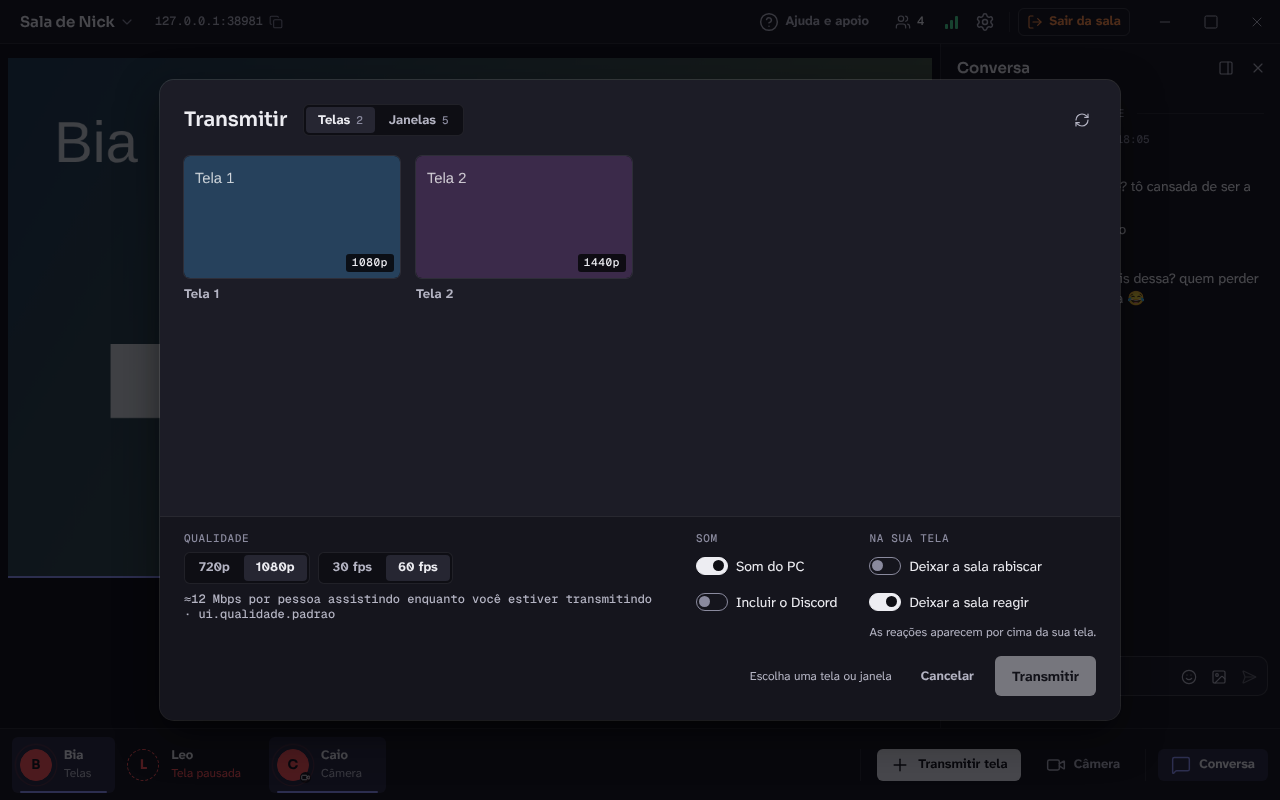 Sala de Nick
127.0.0.1:38981
Ajuda e apoio
4
Sair da sala
Bia
Conversa
18:05
? tô cansada de ser a
is dessa? quem perder
😂
Transmitir
Telas 2
Janelas 5
Tela 1
1080p
Tela 1
Tela 2
1440p
Tela 2
QUALIDADE
720p
1080p
30 fps
60 fps
≈12 Mbps por pessoa assistindo enquanto você estiver transmitindo
· ui.qualidade.padrao
SOM
Som do PC
Incluir o Discord
NA SUA TELA
Deixar a sala rabiscar
Deixar a sala reagir
As reações aparecem por cima da sua tela.
Escolha uma tela ou janela
Cancelar
Transmitir
B
Bia
Telas
L
Leo
Tela pausada
C
Caio
Câmera
Transmitir tela
Câmera
Conversa